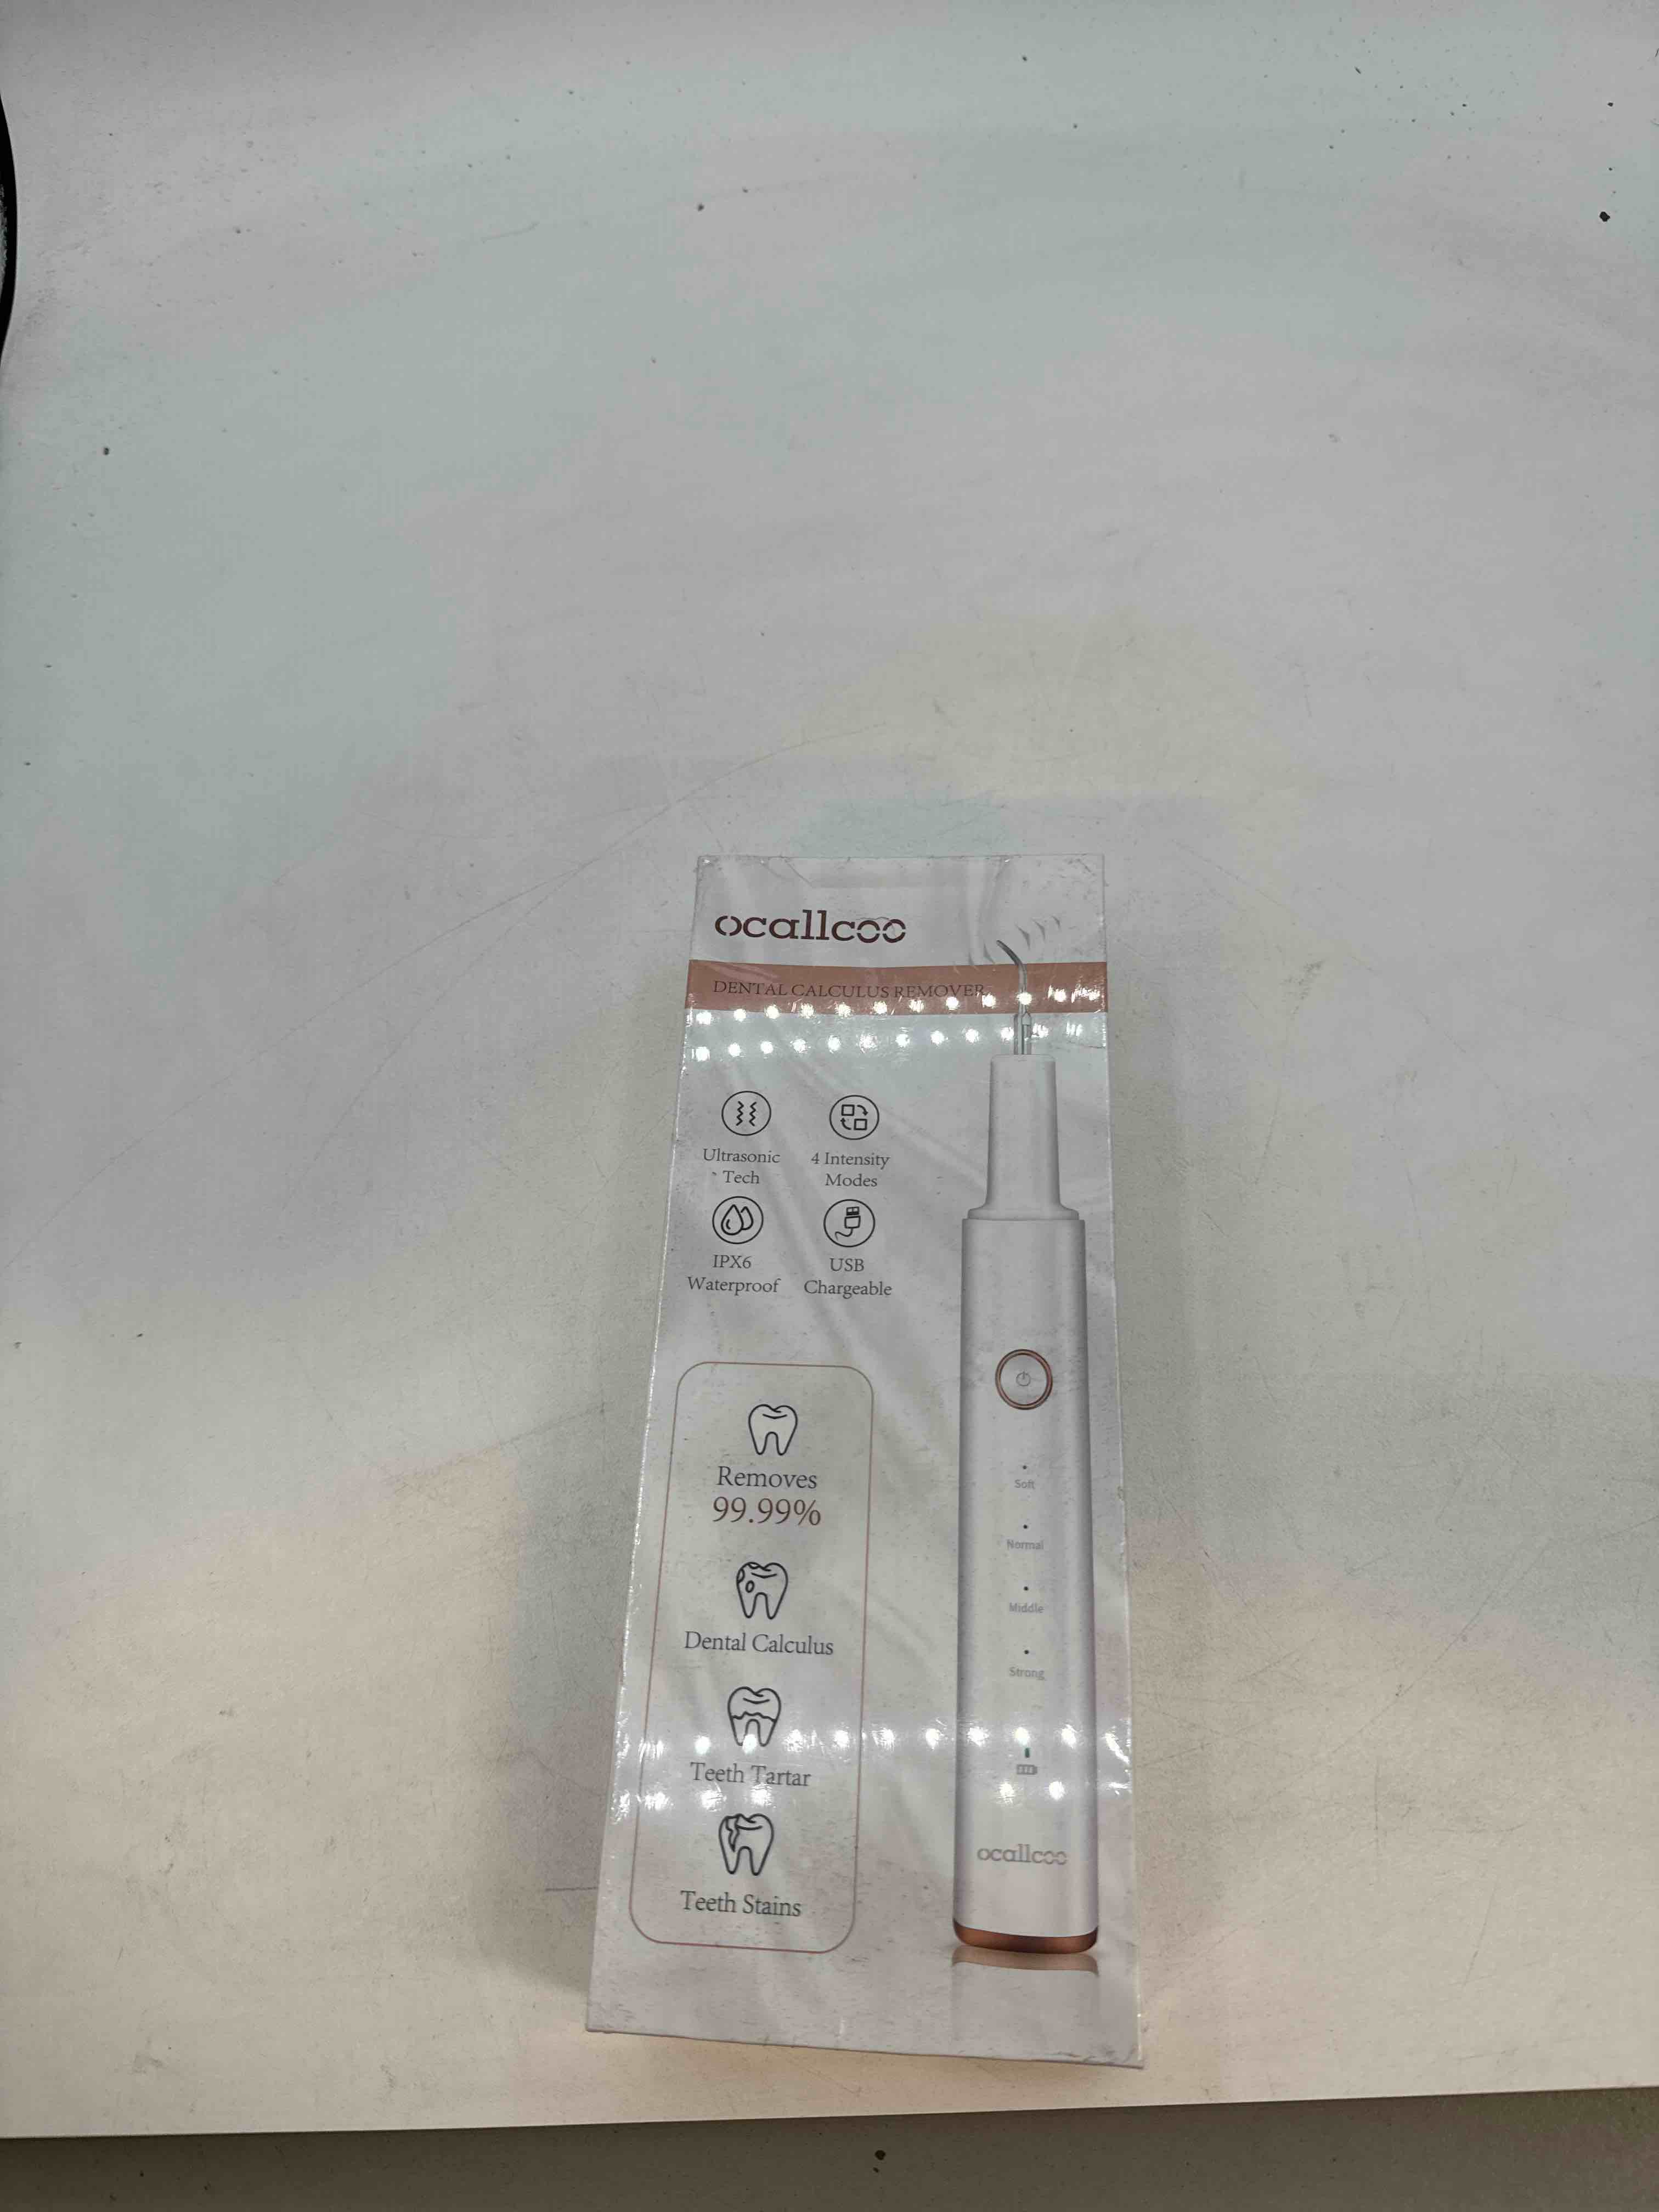 ocallcoo
DENTAL CALCULUS REMOVER
Ultrasonic
Tech
4 Intensity
Modes
IPX6
Waterproof
USB
Chargeable
Removes
99.99%
Dental Calculus
Teeth Tartar
Teeth Stains
Soft
Normal
Middle
Strong
ocallcoo